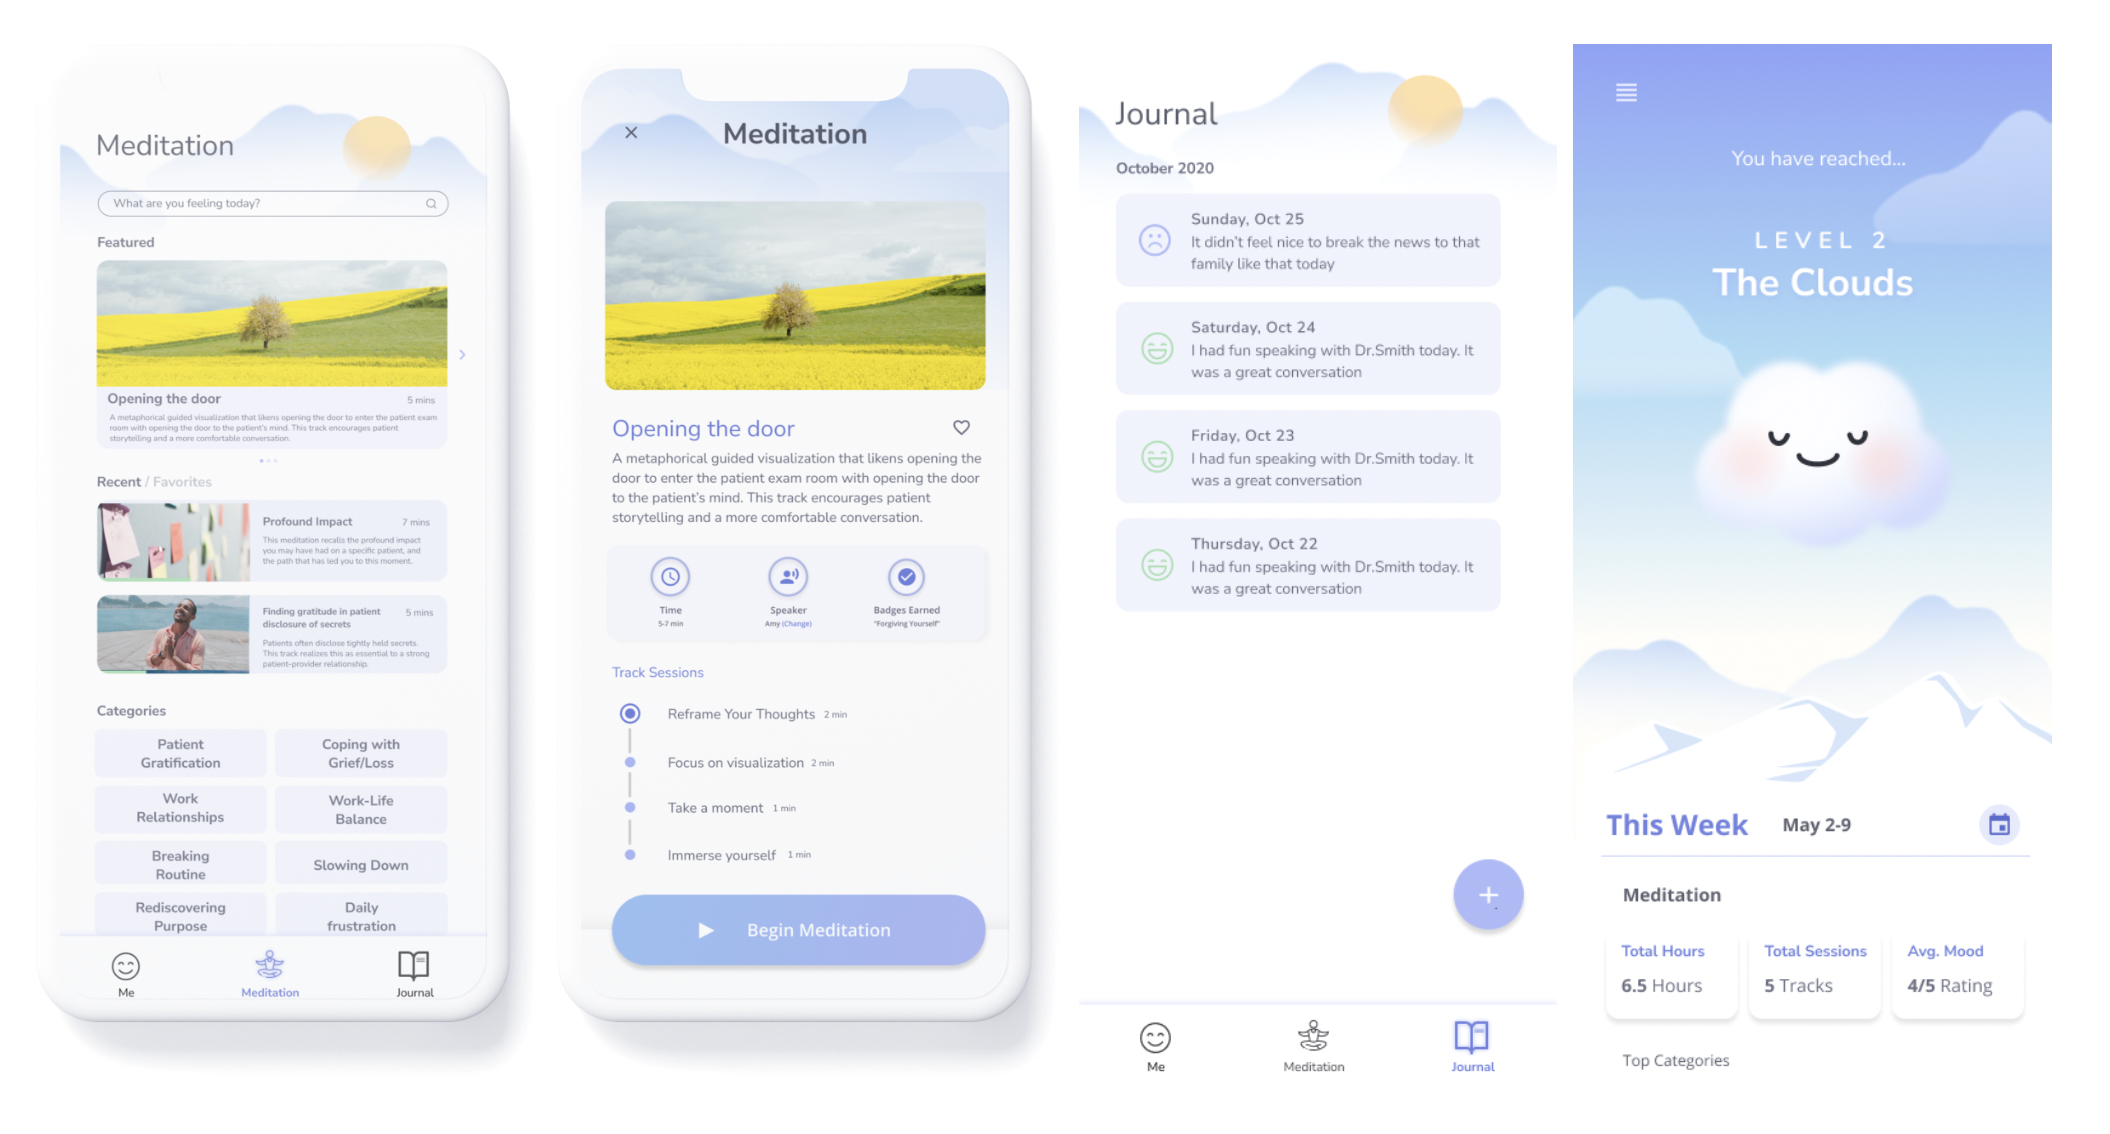 Meditation
What are you feeling today?
Featured
Opening the door
5 mins
A metaphorical guided visualization that likens opening the door to enter the patient exam
room with opening the door to the patient's mind. This track encourages patient
storytelling and a more comfortable conversation.
Recent / Favorites
Profound Impact
7 mins
This meditation recalls the profound impact
you may have had on a specific patient, and
the path that has led you to this moment.
Finding gratitude in patient
disclosure of secrets
5 mins
Patients often disclose tightly held secrets.
This track realizes this as essential to a strong
patient-provider relationship.
Categories
Patient
Gratification
Coping with
Grief/Loss
Work
Relationships
Work-Life
Balance
Breaking
Routine
Slowing Down
Rediscovering
Purpose
Daily
frustration
Me
Meditation
Journal
Meditation
Opening the door
A metaphorical guided visualization that likens opening the
door to enter the patient exam room with opening the door
to the patient's mind. This track encourages patient
storytelling and a more comfortable conversation.
Time
5-7 min
Speaker
Amy (Change)
Badges Earned
"Forgiving Yourself"
Track Sessions
Reframe Your Thoughts 2 min
Focus on visualization 2 min
Take a moment 1 min
Immerse yourself 1 min
Begin Meditation
Journal
October 2020
Sunday, Oct 25
It didn't feel nice to break the news to that
family like that today
Saturday, Oct 24
I had fun speaking with Dr.Smith today. It
was a great conversation
Friday, Oct 23
I had fun speaking with Dr.Smith today. It
was a great conversation
Thursday, Oct 22
I had fun speaking with Dr.Smith today. It
was a great conversation
Me
Meditation
Journal
You have reached...
LEVEL 2
The Clouds
This Week
May 2-9
Meditation
Total Hours
6.5 Hours
Total Sessions
5 Tracks
Avg. Mood
4/5 Rating
Top Categories